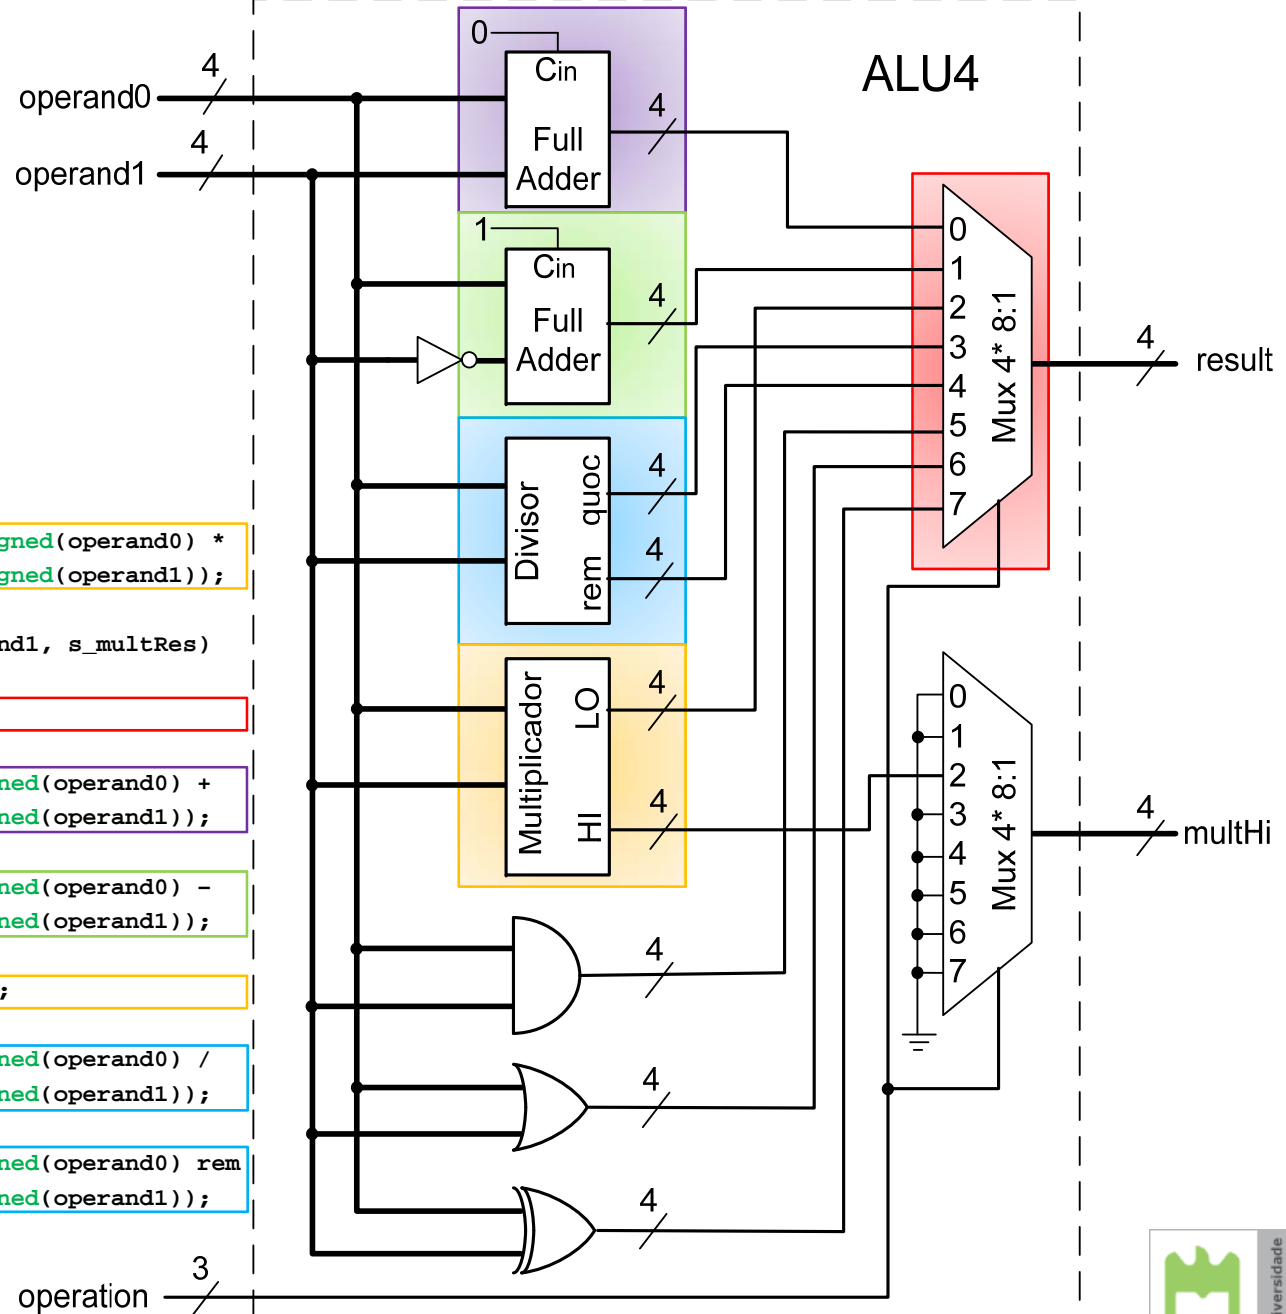 ALU4
operand0
4
operand1
4
0
Cin
Full
Adder
4
1
Cin
Full
Adder
4
Divisor
quoc
4
rem
4
Multiplicador
LO
4
HI
4
4
4
4
0
1
2
3
4
5
6
7
Mux 4* 8:1
4
result
0
1
2
3
4
5
6
7
Mux 4* 8:1
4
multHi
gned(operand0) *
gned(operand1));
nd1, s_multRes)
ned(operand0) +
ned(operand1));
ned(operand0) –
ned(operand1));
;
ned(operand0) /
ned(operand1));
ned(operand0) rem
ned(operand1));
operation
3
versidade